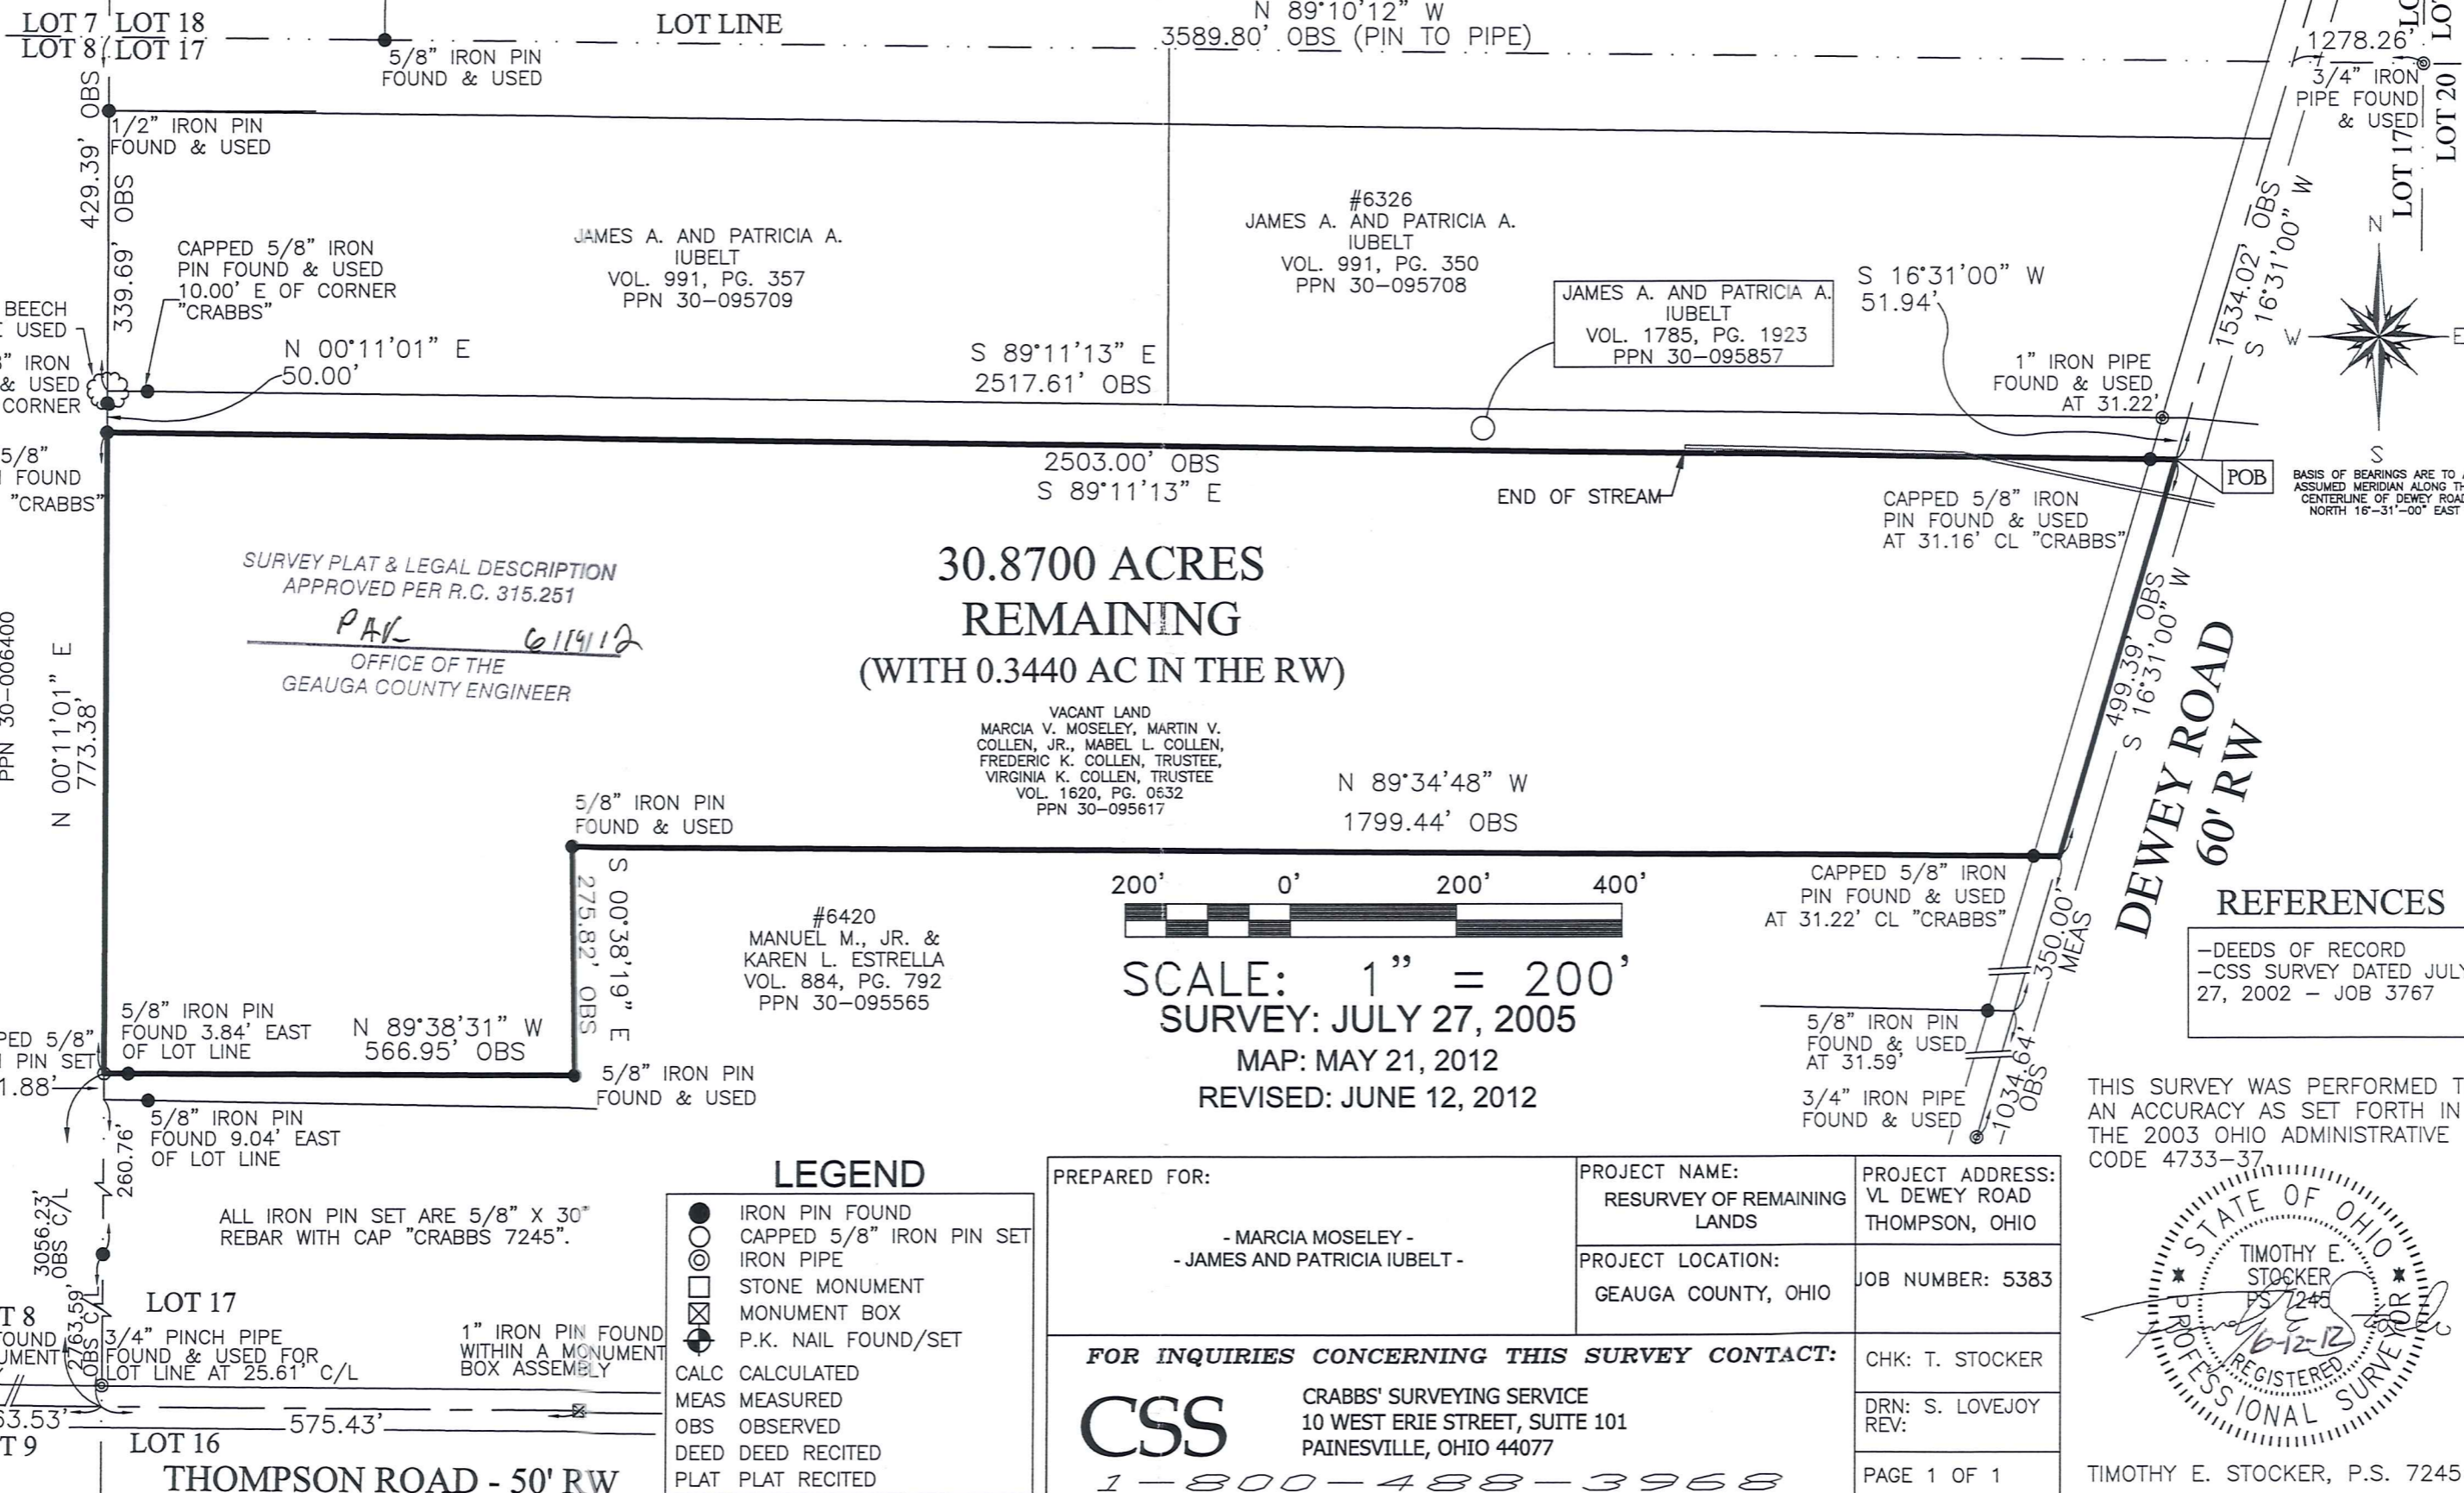 LOT 7 LOT 18
LOT 8 LOT 17
LOT LINE
N 89°10'12" W
3589.80' OBS (PIN TO PIPE)
5/8" IRON PIN
FOUND & USED
1278.26'
3/4" IRON
PIPE FOUND
& USED
LOT 17
LOT 20
429.39' OBS
1/2" IRON PIN
FOUND & USED
339.69' OBS
CAPPED 5/8" IRON
PIN FOUND & USED
10.00' E OF CORNER
"CRABBS"
JAMES A. AND PATRICIA A.
IUBELT
VOL. 991, PG. 357
PPN 30-095709
#6326
JAMES A. AND PATRICIA A.
IUBELT
VOL. 991, PG. 350
PPN 30-095708
JAMES A. AND PATRICIA A.
IUBELT
VOL. 1785, PG. 1923
PPN 30-095857
S 16°31'00" W
51.94'
1534.02' OBS
S 16°31'00" W
N
W
E
S
BEECH
USED
IRON
& USED
CORNER
N 00°11'01" E
50.00'
S 89°11'13" E
2517.61' OBS
1" IRON PIPE
FOUND & USED
AT 31.22'
5/8"
FOUND
"CRABBS"
2503.00' OBS
S 89°11'13" E
END OF STREAM
CAPPED 5/8" IRON
PIN FOUND & USED
AT 31.16' CL "CRABBS"
POB
BASIS OF BEARINGS ARE TO
ASSUMED MERIDIAN ALONG
CENTERLINE OF DEWEY
NORTH 16°-31'-00" EAST
SURVEY PLAT & LEGAL DESCRIPTION
APPROVED PER R.C. 315.251
6/19/12
OFFICE OF THE
GEAUGA COUNTY ENGINEER
30.8700 ACRES
REMAINING
(WITH 0.3440 AC IN THE RW)
VACANT LAND
MARCIA V. MOSELEY, MARTIN V.
COLLEN, JR., MABEL L. COLLEN,
FREDERIC K. COLLEN, TRUSTEE,
VIRGINIA K. COLLEN, TRUSTEE
VOL. 1620, PG. 0632
PPN 30-095617
PPN 30-006400
N 00°11'01" E
773.38'
499.39' OBS
S 16°31'00" W
DEWEY ROAD
60' RW
5/8" IRON PIN
FOUND & USED
N 89°34'48" W
1799.44' OBS
S 00°38'19" E
275.82' OBS
#6420
MANUEL M., JR. &
KAREN L. ESTRELLA
VOL. 884, PG. 792
PPN 30-095565
200' 0' 200' 400'
SCALE: 1" = 200'
SURVEY: JULY 27, 2005
MAP: MAY 21, 2012
REVISED: JUNE 12, 2012
CAPPED 5/8" IRON
PIN FOUND & USED
AT 31.22' CL "CRABBS"
350.00'
MEAS
5/8" IRON PIN
FOUND & USED
AT 31.59'
1034.64'
OBS
3/4" IRON PIPE
FOUND & USED
REFERENCES
-DEEDS OF RECORD
-CSS SURVEY DATED JULY
27, 2002 - JOB 3767
5/8"
PIN SET
1.88'
5/8" IRON PIN
FOUND 3.84' EAST
OF LOT LINE
N 89°38'31" W
566.95' OBS
5/8" IRON PIN
FOUND & USED
5/8" IRON PIN
FOUND 9.04' EAST
OF LOT LINE
260.76'
3056.23'
OBS C/L
2763.59'
OBS C/L
ALL IRON PIN SET ARE 5/8" X 30"
REBAR WITH CAP "CRABBS 7245".
LOT 17
3/4" PINCH PIPE
FOUND & USED FOR
LOT LINE AT 25.61' C/L
1" IRON PIN FOUND
WITHIN A MONUMENT
BOX ASSEMBLY
63.53'
575.43'
LOT 16
THOMPSON ROAD - 50' RW
LEGEND
IRON PIN FOUND
CAPPED 5/8" IRON PIN SET
IRON PIPE
STONE MONUMENT
MONUMENT BOX
P.K. NAIL FOUND/SET
CALC CALCULATED
MEAS MEASURED
OBS OBSERVED
DEED DEED RECITED
PLAT PLAT RECITED
PREPARED FOR:
- MARCIA MOSELEY -
- JAMES AND PATRICIA IUBELT -
PROJECT NAME:
RESURVEY OF REMAINING
LANDS
PROJECT ADDRESS:
VL DEWEY ROAD
THOMPSON, OHIO
PROJECT LOCATION:
GEAUGA COUNTY, OHIO
JOB NUMBER: 5383
FOR INQUIRIES CONCERNING THIS SURVEY CONTACT:
CSS
CRABBS' SURVEYING SERVICE
10 WEST ERIE STREET, SUITE 101
PAINESVILLE, OHIO 44077
1-800-488-3968
CHK: T. STOCKER
DRN: S. LOVEJOY
REV:
PAGE 1 OF 1
THIS SURVEY WAS PERFORMED
AN ACCURACY AS SET FORTH IN
THE 2003 OHIO ADMINISTRATIVE
CODE 4733-37.
STATE OF OHIO
TIMOTHY E.
STOCKER
PS 7245
6-12-12
REGISTERED
PROFESSIONAL SURVEYOR
TIMOTHY E. STOCKER, P.S. 7245